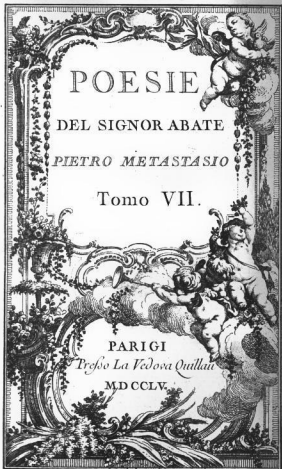 POESIE
DEL SIGNOR ABATE
PIETRO METASTASIO
Tomo VII.
PARIGI
Presso La Vedova Quillau
MDCCLV.